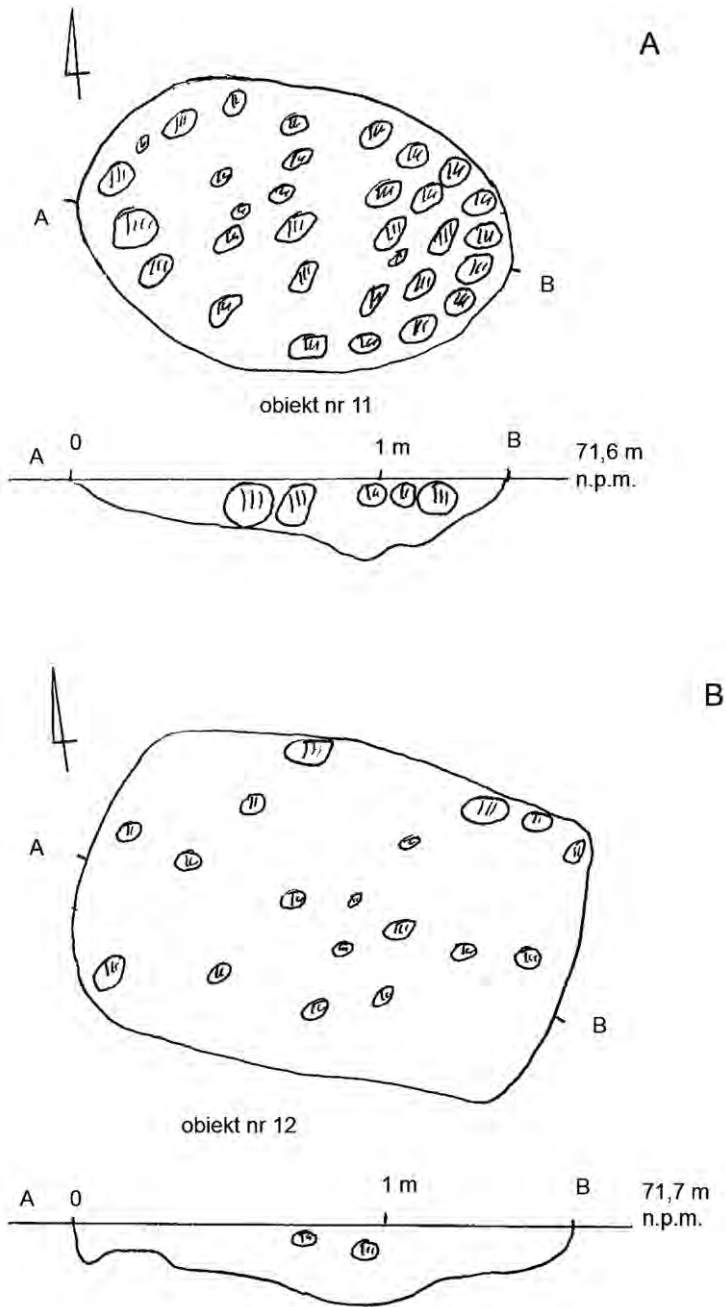 A
A
B
obiekt nr 11
A 0 1 m B 71,6 m
n.p.m.
B
A
B
obiekt nr 12
A 0 1 m B 71,7 m
n.p.m.